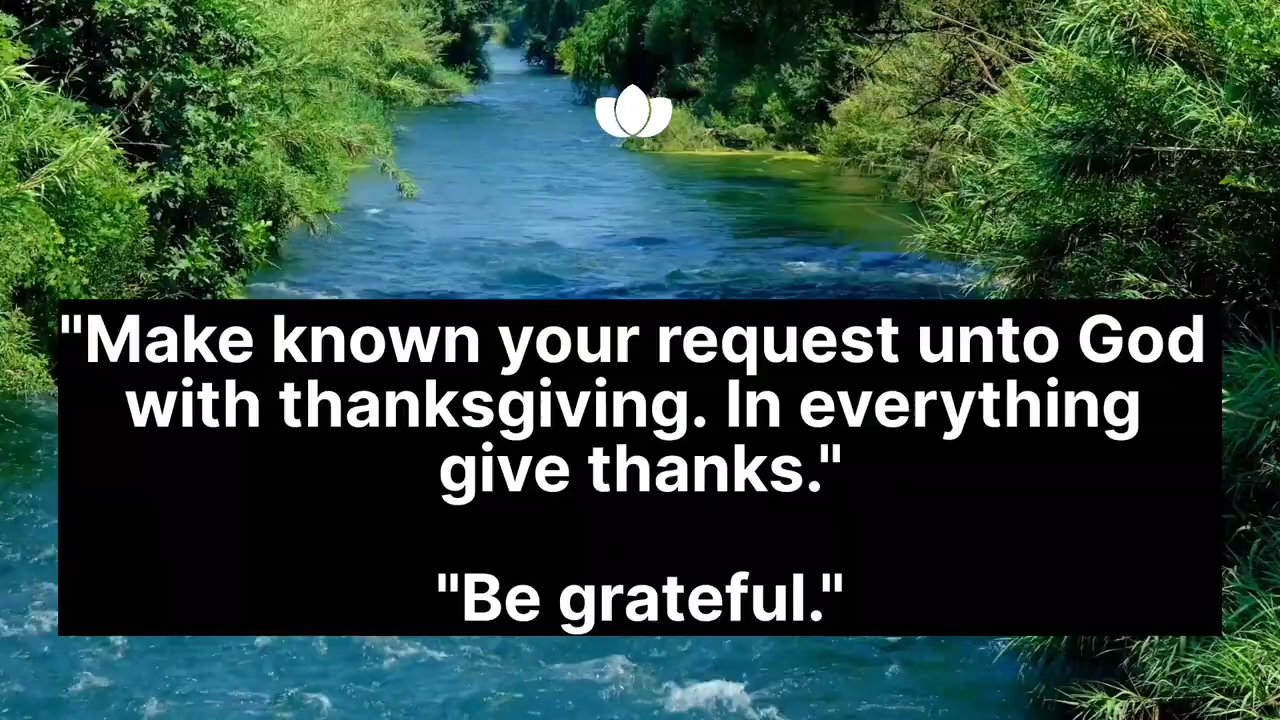 "Make known your request unto God
with thanksgiving. In everything
give thanks."
"Be grateful."